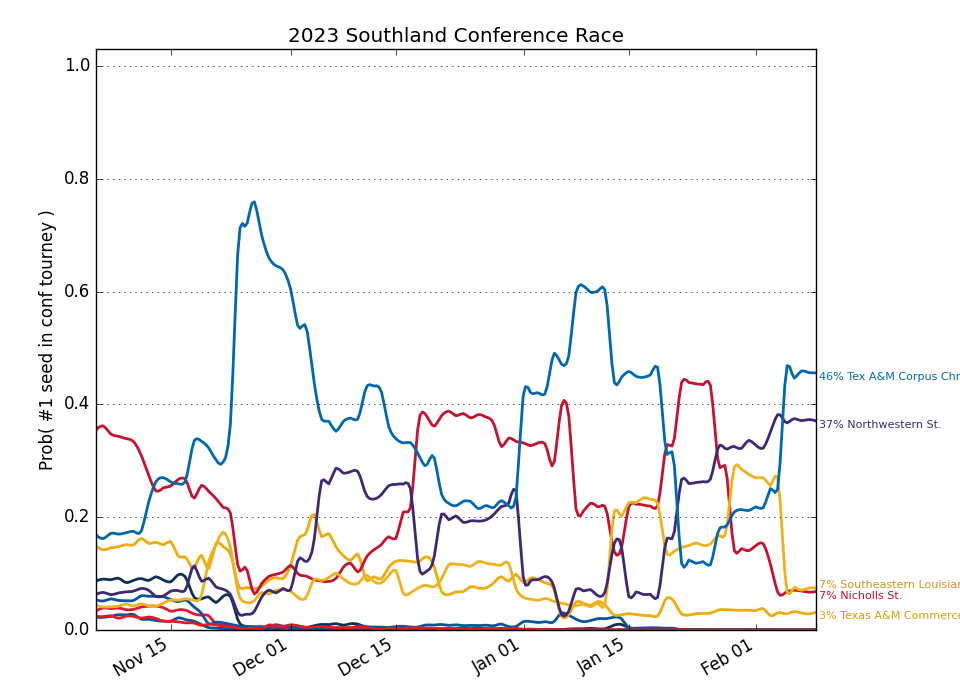 2023 Southland Conference Race
1.0
0.8
0.6
0.4
0.2
0.0
Prob( #1 seed in conf tourney )
46% Tex A&M Corpus Chr
37% Northwestern St.
7% Southeastern Louisian
7% Nicholls St.
3% Texas A&M Commerce
Nov 15
Dec 01
Dec 15
Jan 01
Jan 15
Feb 01